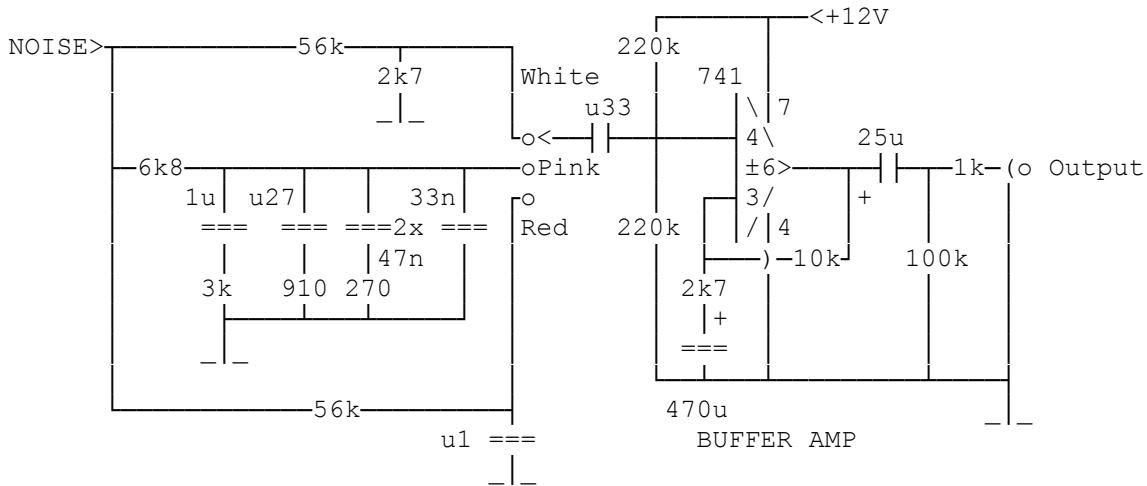 <+12V
NOISE> 56k 220k
2k7 White 741
u33 \ 7
o< 4\ 25u
6k8 oPink ±6> 1k (o Output
1u u27 33n o 3/ +
=== === ===2x === Red 220k / 4
47n ) 10k 100k
3k 910 270 2k7
+
===
56k 470u
u1 === BUFFER AMP